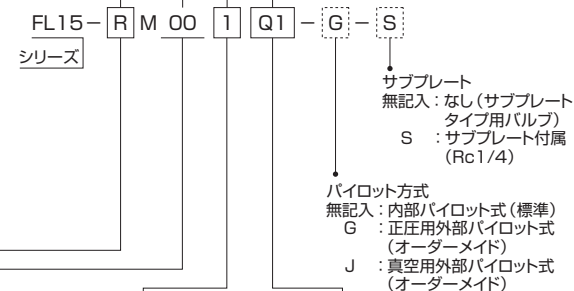 FL15－R M 00 1 Q1－G－S
シリーズ
サブプレート
無記入：なし（サブプレート
タイプ用バルブ）
S ：サブプレート付属
（Rc1/4）
パイロット方式
無記入：内部パイロット式（標準）
G ：正圧用外部パイロット式
（オーダーメイド）
J ：真空用外部パイロット式
（オーダーメイド）